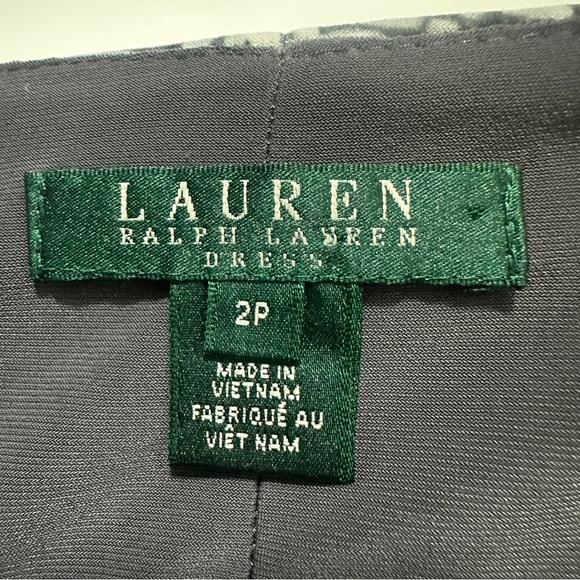 LAUREN
RALPH LAUREN
DRESS
2P
MADE IN
VIETNAM
FABRIQUÉ AU
VIÊT NAM